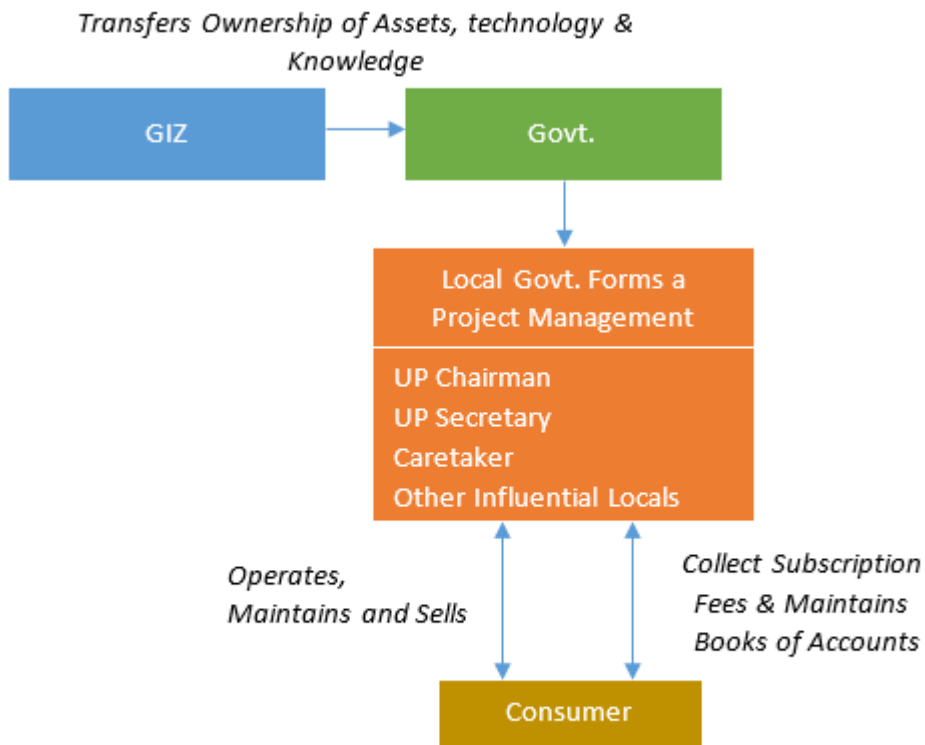 Transfers Ownership of Assets, technology &
Knowledge
GIZ
Govt.
Local Govt. Forms a
Project Management
UP Chairman
UP Secretary
Caretaker
Other Influential Locals
Operates,
Maintains and Sells
Collect Subscription
Fees & Maintains
Books of Accounts
Consumer